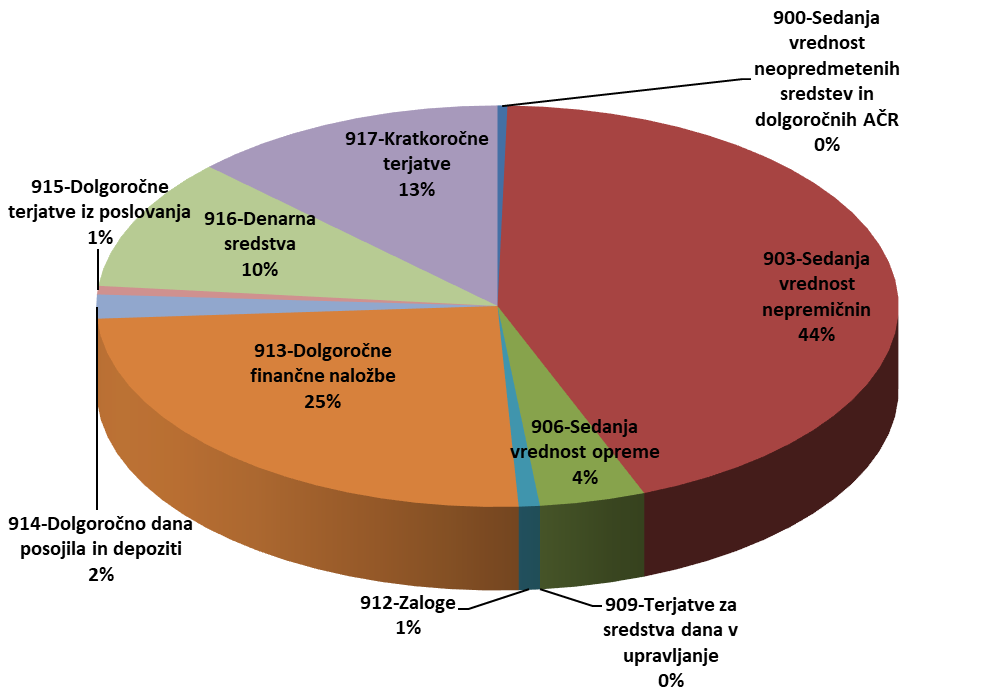 900-Sedanja
vrednost
neopredmetenih
sredstev in
dolgoročnih AČR
0%
917-Kratkoročne
terjatve
13%
915-Dolgoročne
terjatve iz poslovanja
1%
916-Denarna
sredstva
10%
903-Sedanja
vrednost
nepremičnin
44%
913-Dolgoročne
finančne naložbe
25%
906-Sedanja
vrednost opreme
4%
914-Dolgoročno dana
posojila in depoziti
2%
912-Zaloge
1%
909-Terjatve za
sredstva dana v
upravljanje
0%